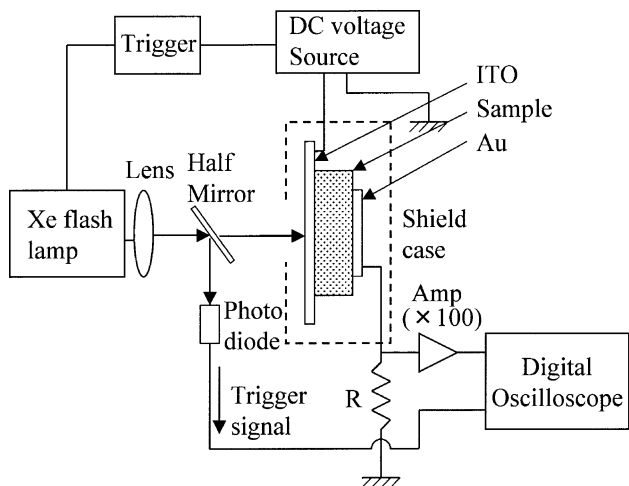 DC voltage
Source
Trigger
ITO
Sample
Au
Half
Mirror
Lens
Xe flash
lamp
Shield
case
Photo
diode
Amp
(×100)
Trigger
signal
R
Digital
Oscilloscope